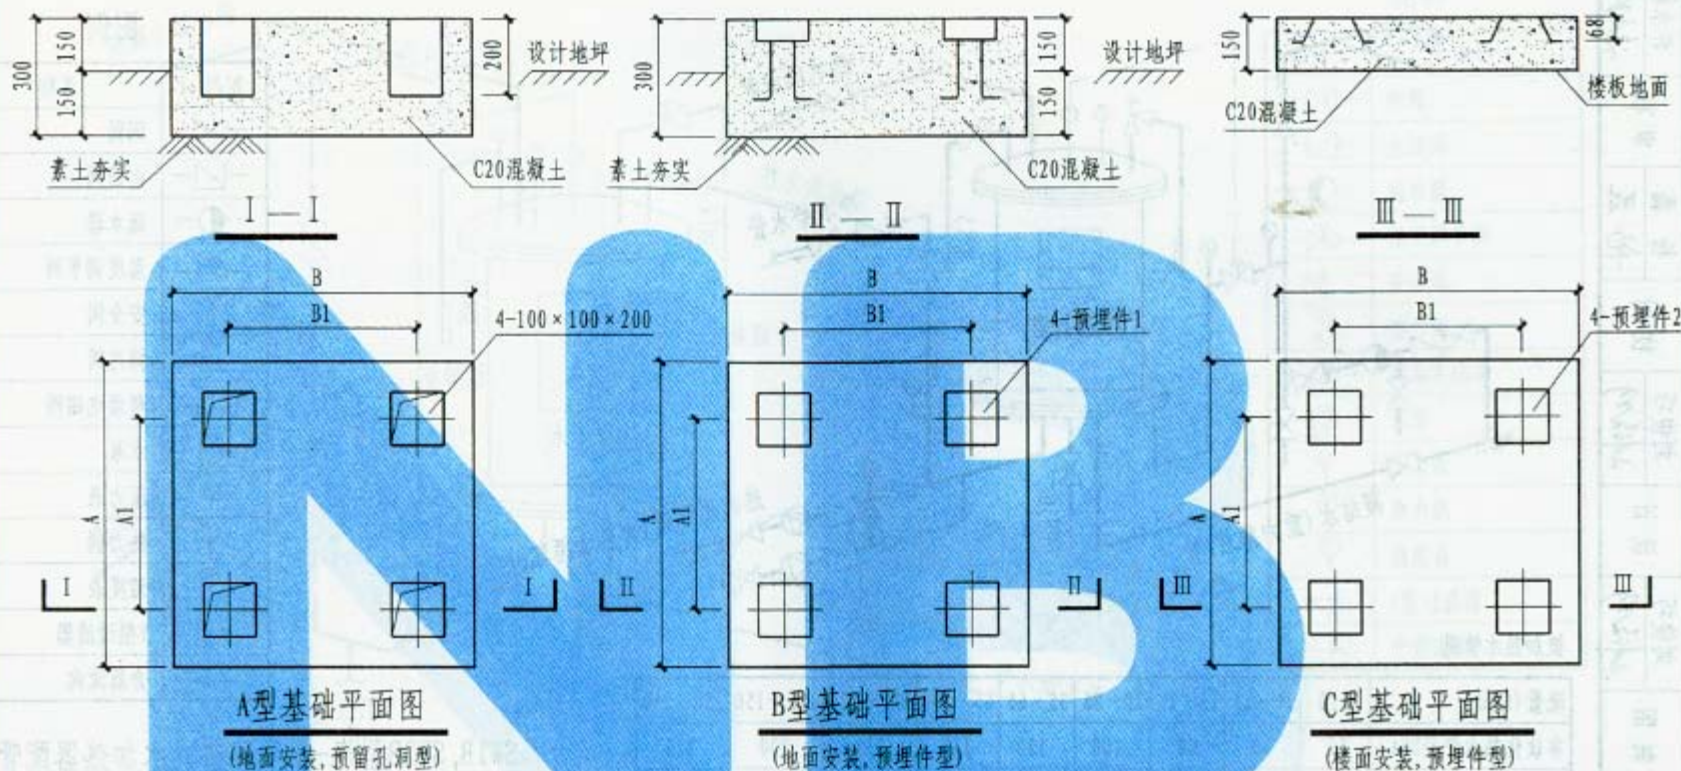 300
150
150
200
设计地坪
素土夯实
C20混凝土
I — I
300
150
150
设计地坪
素土夯实
C20混凝土
II — II
150
68
C20混凝土
楼板地面
III — III
B
B1
4-100×100×200
A
A1
I
I
A型基础平面图
(地面安装,预留孔洞型)
B
B1
4-预埋件1
A
A1
II
II
B型基础平面图
(地面安装,预埋件型)
B
B1
4-预埋件2
A
A1
III
III
C型基础平面图
(楼面安装,预埋件型)